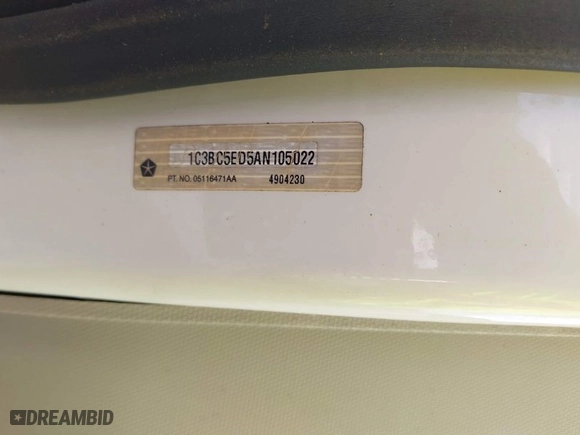 1C3BC5ED5AN105022
PT. NO. 05116471AA 4904230
DREAMBID